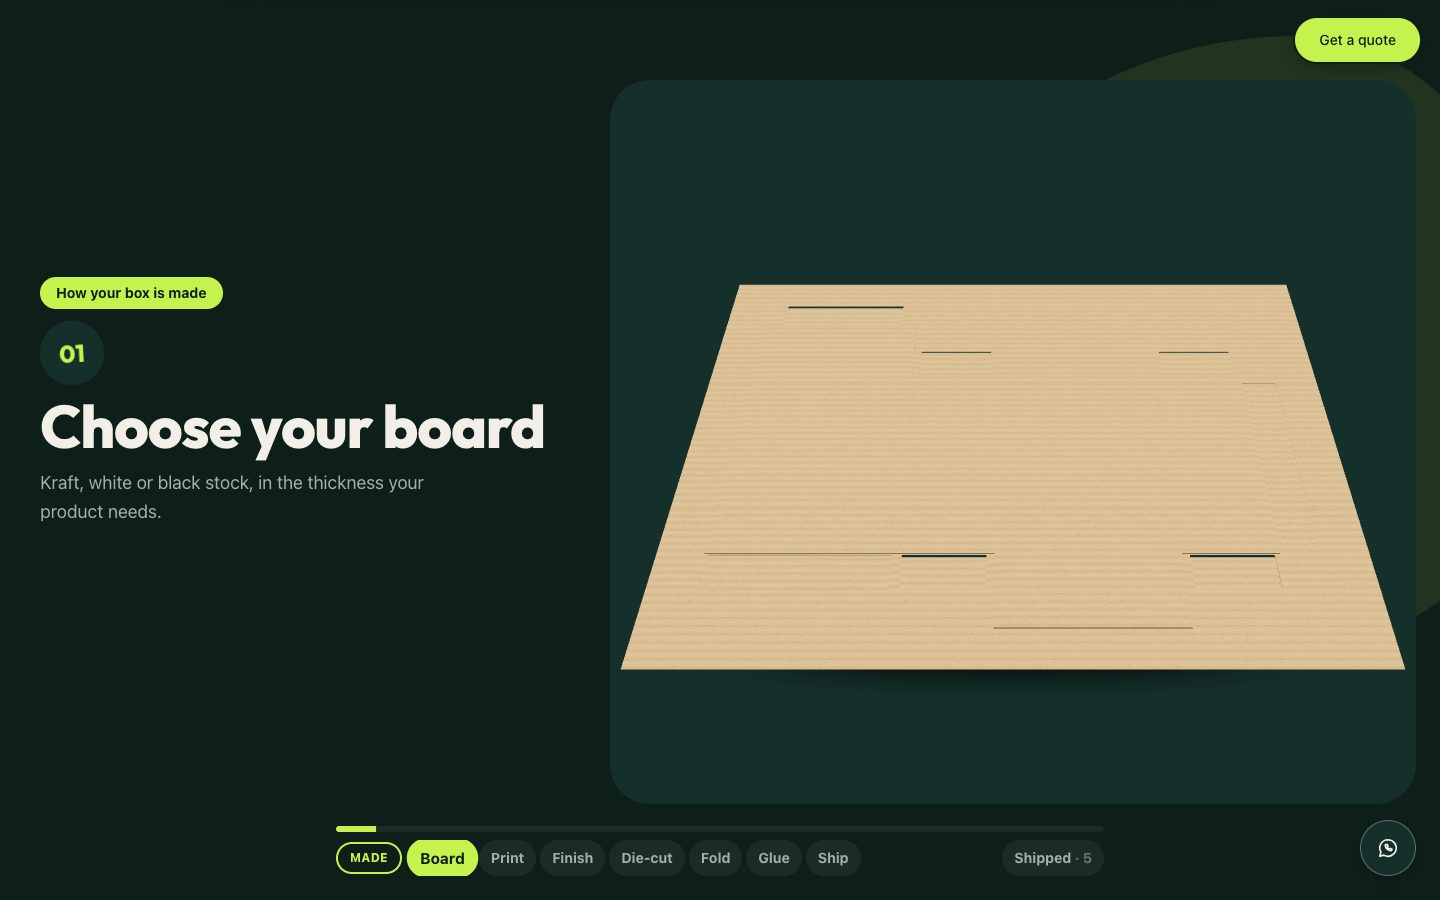 Get a quote
How your box is made
01
Choose your board
Kraft, white or black stock, in the thickness your
product needs.
MADE Board Print Finish Die-cut Fold Glue Ship Shipped · 5